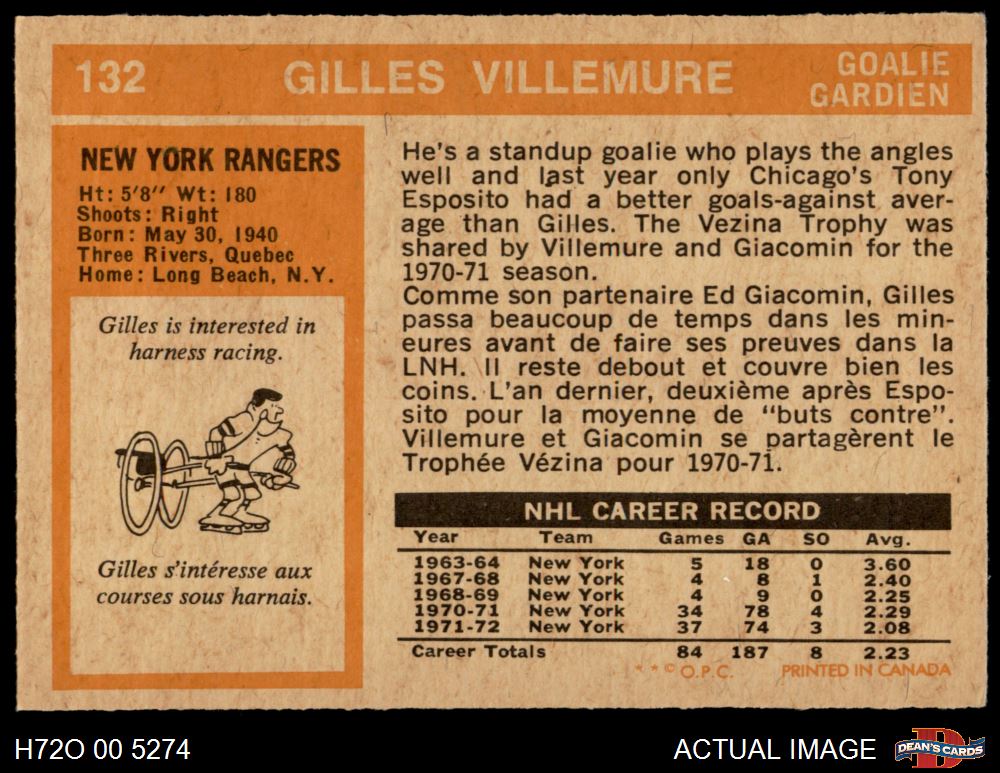 132
GILLES VILLEMURE
GOALIE
GARDIEN
NEW YORK RANGERS
Ht: 5'8'' Wt: 180
Shoots: Right
Born: May 30, 1940
Three Rivers, Quebec
Home: Long Beach, N.Y.
Gilles is interested in
harness racing.
Gilles s'intéresse aux
courses sous harnais.
He's a standup goalie who plays the angles
well and last year only Chicago's Tony
Esposito had a better goals-against aver-
age than Gilles. The Vezina Trophy was
shared by Villemure and Giacomin for the
1970-71 season.
Comme son partenaire Ed Giacomin, Gilles
passa beaucoup de temps dans les min-
eures avant de faire ses preuves dans la
LNH. Il reste debout et couvre bien les
coins. L'an dernier, deuxième après Espo-
sito pour la moyenne de "buts contre".
Villemure et Giacomin se partagèrent le
Trophée Vézina pour 1970-71.
NHL CAREER RECORD
Year Team Games GA SO Avg.
1963-64 New York 5 18 0 3.60
1967-68 New York 4 8 1 2.40
1968-69 New York 4 9 0 2.25
1970-71 New York 34 78 4 2.29
1971-72 New York 37 74 3 2.08
Career Totals 84 187 8 2.23
* * © O.P.C. PRINTED IN CANADA
H72O 00 5274
ACTUAL IMAGE
DEAN'S CARDS